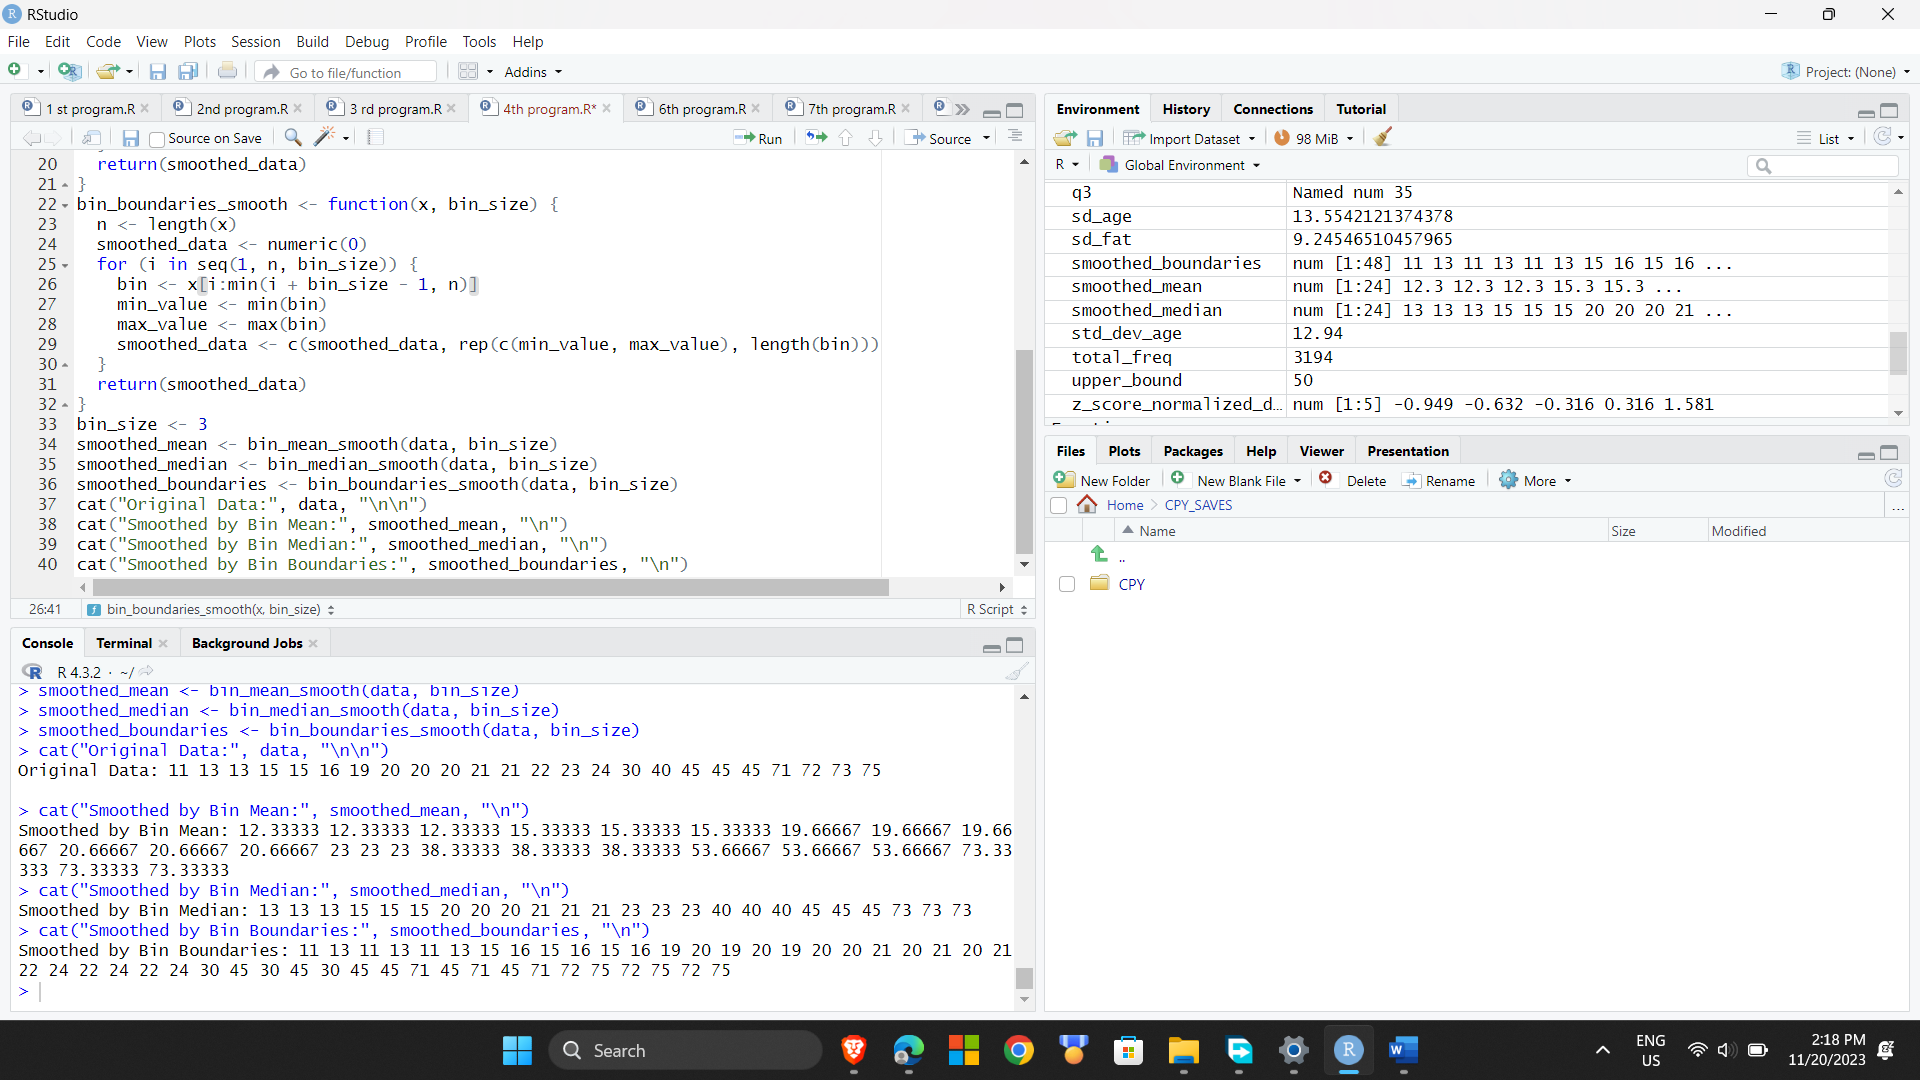 RStudio
File Edit Code View Plots Session Build Debug Profile Tools Help
Go to file/function Addins Project: (None)
1 st program.R 2nd program.R 3 rd program.R 4th program.R* 6th program.R 7th program.R
Source on Save Run Source
20 return(smoothed_data)
21 }
22 bin_boundaries_smooth <- function(x, bin_size) {
23 n <- length(x)
24 smoothed_data <- numeric(0)
25 for (i in seq(1, n, bin_size)) {
26 bin <- x[i:min(i + bin_size - 1, n)]
27 min_value <- min(bin)
28 max_value <- max(bin)
29 smoothed_data <- c(smoothed_data, rep(c(min_value, max_value), length(bin)))
30 }
31 return(smoothed_data)
32 }
33 bin_size <- 3
34 smoothed_mean <- bin_mean_smooth(data, bin_size)
35 smoothed_median <- bin_median_smooth(data, bin_size)
36 smoothed_boundaries <- bin_boundaries_smooth(data, bin_size)
37 cat("Original Data:", data, "\n\n")
38 cat("Smoothed by Bin Mean:", smoothed_mean, "\n")
39 cat("Smoothed by Bin Median:", smoothed_median, "\n")
40 cat("Smoothed by Bin Boundaries:", smoothed_boundaries, "\n")
26:41 bin_boundaries_smooth(x, bin_size) R Script
Console Terminal Background Jobs
R 4.3.2 · ~/
> smoothed_mean <- bin_mean_smooth(data, bin_size)
> smoothed_median <- bin_median_smooth(data, bin_size)
> smoothed_boundaries <- bin_boundaries_smooth(data, bin_size)
> cat("Original Data:", data, "\n\n")
Original Data: 11 13 13 15 15 16 19 20 20 20 21 21 22 23 24 30 40 45 45 45 71 72 73 75
> cat("Smoothed by Bin Mean:", smoothed_mean, "\n")
Smoothed by Bin Mean: 12.33333 12.33333 12.33333 15.33333 15.33333 15.33333 19.66667 19.66667 19.66
667 20.66667 20.66667 20.66667 23 23 23 38.33333 38.33333 38.33333 53.66667 53.66667 53.66667 73.33
333 73.33333 73.33333
> cat("Smoothed by Bin Median:", smoothed_median, "\n")
Smoothed by Bin Median: 13 13 13 15 15 15 20 20 20 21 21 21 23 23 23 40 40 40 45 45 45 73 73 73
> cat("Smoothed by Bin Boundaries:", smoothed_boundaries, "\n")
Smoothed by Bin Boundaries: 11 13 11 13 11 13 15 16 15 16 15 16 19 20 19 20 19 20 20 21 20 21 20 21
22 24 22 24 22 24 30 45 30 45 30 45 45 71 45 71 45 71 72 75 72 75 72 75
>
Environment History Connections Tutorial
Import Dataset 98 MiB List
R Global Environment
q3 Named num 35
sd_age 13.5542121374378
sd_fat 9.24546510457965
smoothed_boundaries num [1:48] 11 13 11 13 11 13 15 16 15 16 ...
smoothed_mean num [1:24] 12.3 12.3 12.3 15.3 15.3 ...
smoothed_median num [1:24] 13 13 13 15 15 15 20 20 20 21 ...
std_dev_age 12.94
total_freq 3194
upper_bound 50
z_score_normalized_d… num [1:5] -0.949 -0.632 -0.316 0.316 1.581
Files Plots Packages Help Viewer Presentation
New Folder New Blank File Delete Rename More
Home CPY_SAVES ...
Name Size Modified
..
CPY
Search
ENG
US
2:18 PM
11/20/2023